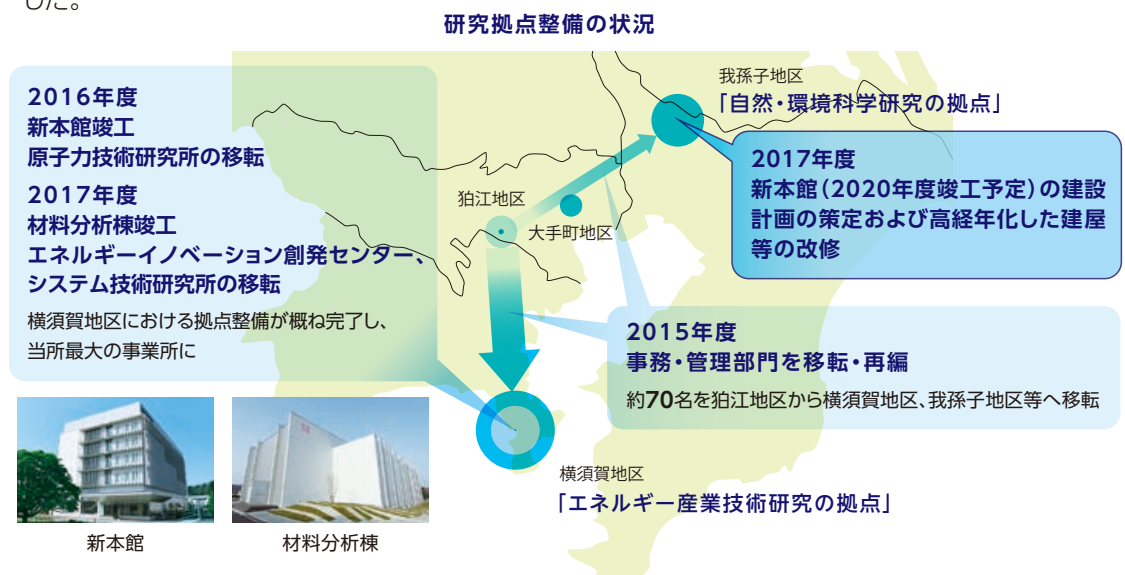 した。
研究拠点整備の状況
2016年度
新本館竣工
原子力技術研究所の移転
2017年度
材料分析棟竣工
エネルギーイノベーション創発センター、
システム技術研究所の移転
横須賀地区における拠点整備が概ね完了し、
当所最大の事業所に
我孫子地区
「自然・環境科学研究の拠点」
2017年度
新本館（2020年度竣工予定）の建設
計画の策定および高経年化した建屋
等の改修
狛江地区
大手町地区
2015年度
事務・管理部門を移転・再編
約70名を狛江地区から横須賀地区、我孫子地区等へ移転
横須賀地区
「エネルギー産業技術研究の拠点」
新本館
材料分析棟